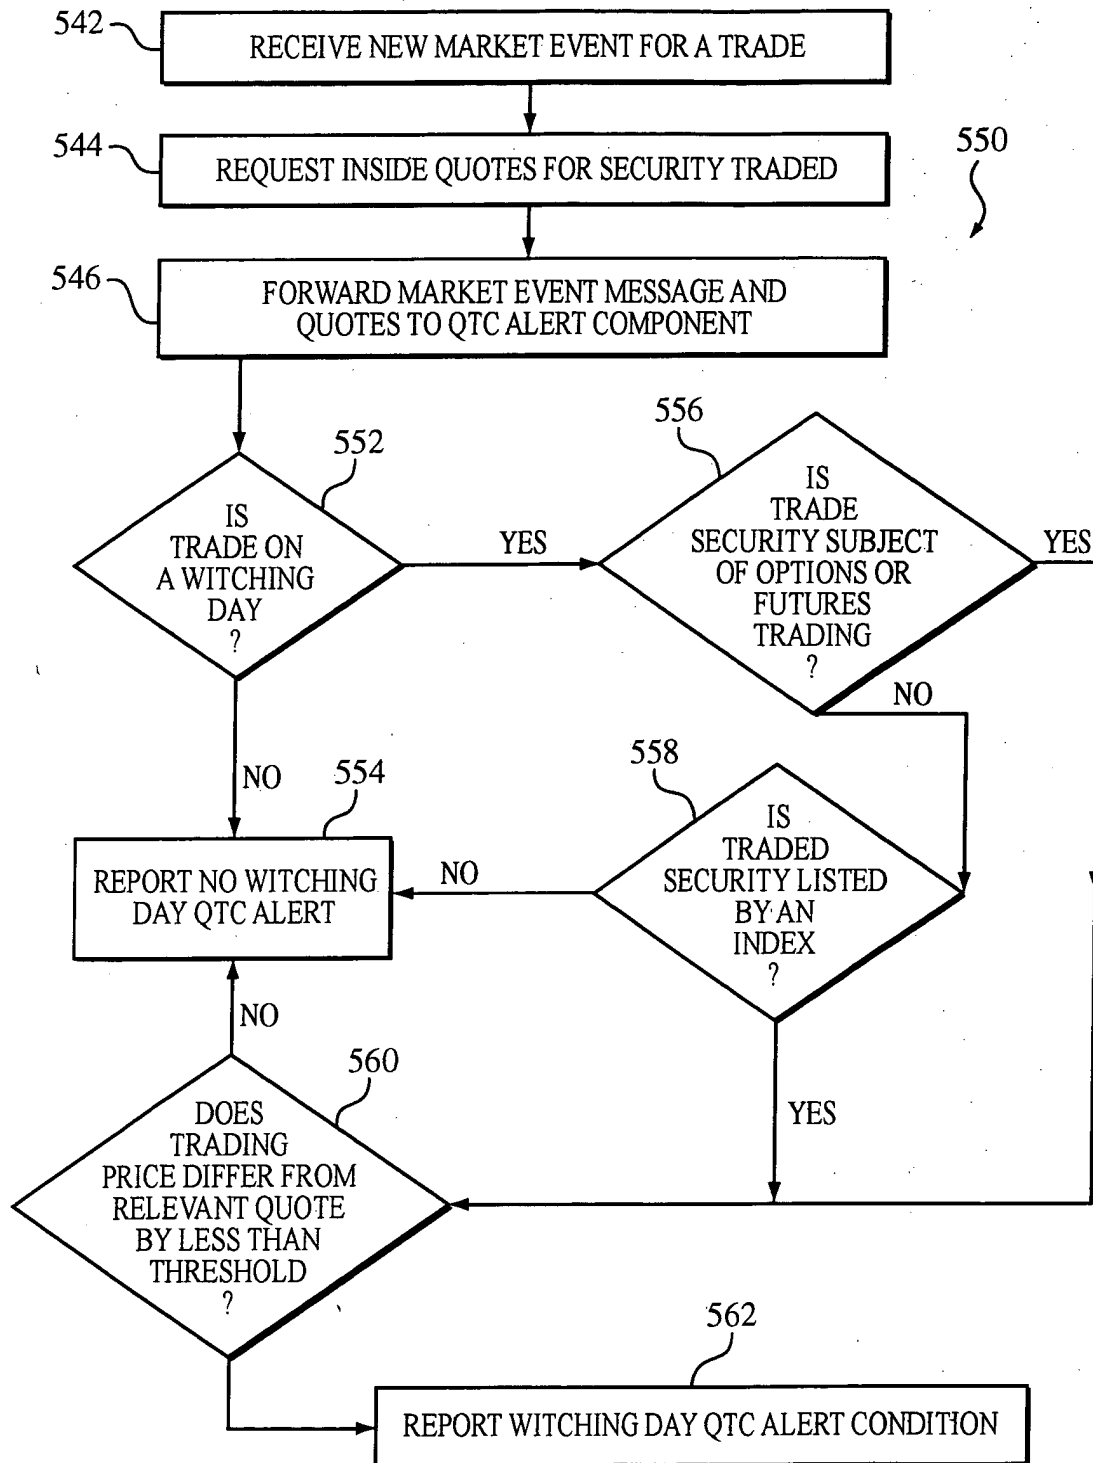 542
RECEIVE NEW MARKET EVENT FOR A TRADE
544
REQUEST INSIDE QUOTES FOR SECURITY TRADED
550
546
FORWARD MARKET EVENT MESSAGE AND
QUOTES TO QTC ALERT COMPONENT
552
IS
TRADE ON
A WITCHING
DAY
?
YES
556
IS
TRADE
SECURITY SUBJECT
OF OPTIONS OR
FUTURES
TRADING
?
YES
NO
NO
554
REPORT NO WITCHING
DAY QTC ALERT
NO
558
IS
TRADED
SECURITY LISTED
BY AN
INDEX
?
YES
NO
560
DOES
TRADING
PRICE DIFFER FROM
RELEVANT QUOTE
BY LESS THAN
THRESHOLD
?
562
REPORT WITCHING DAY QTC ALERT CONDITION